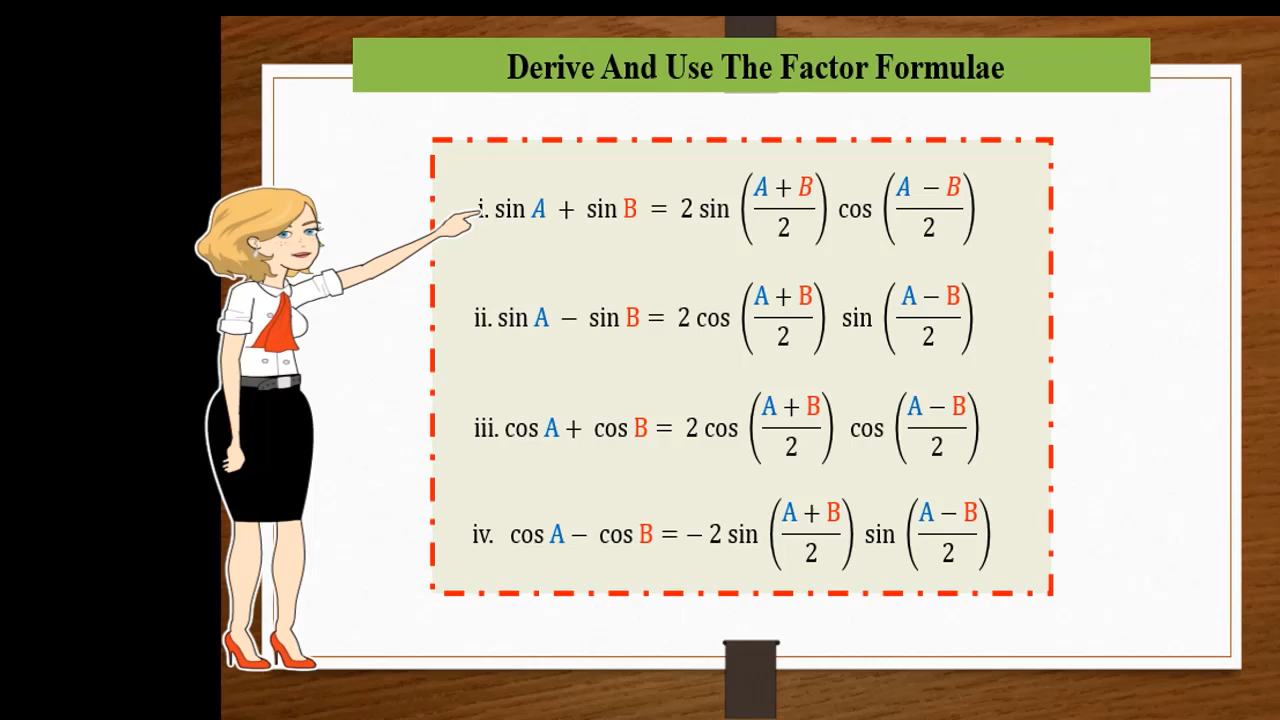 Derive And Use The Factor Formulae
i. sin A + sin B = 2 sin (A + B / 2) cos (A − B / 2)
ii. sin A − sin B = 2 cos (A + B / 2) sin (A − B / 2)
iii. cos A + cos B = 2 cos (A + B / 2) cos (A − B / 2)
iv. cos A − cos B = − 2 sin (A + B / 2) sin (A − B / 2)